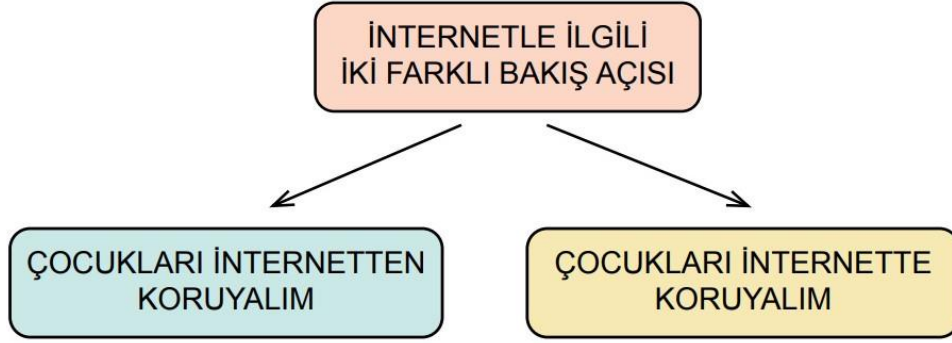 İNTERNETLE İLGİLİ
İKİ FARKLI BAKIŞ AÇISI
ÇOCUKLARI İNTERNETTEN
KORUYALIM
ÇOCUKLARI İNTERNETTE
KORUYALIM